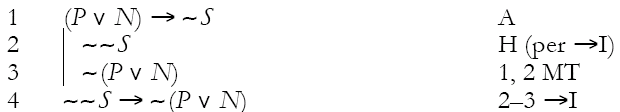 1 (P ∨ N) → ~S A
2 ~~S H (per →I)
3 ~(P ∨ N) 1, 2 MT
4 ~~S → ~(P ∨ N) 2–3 →I